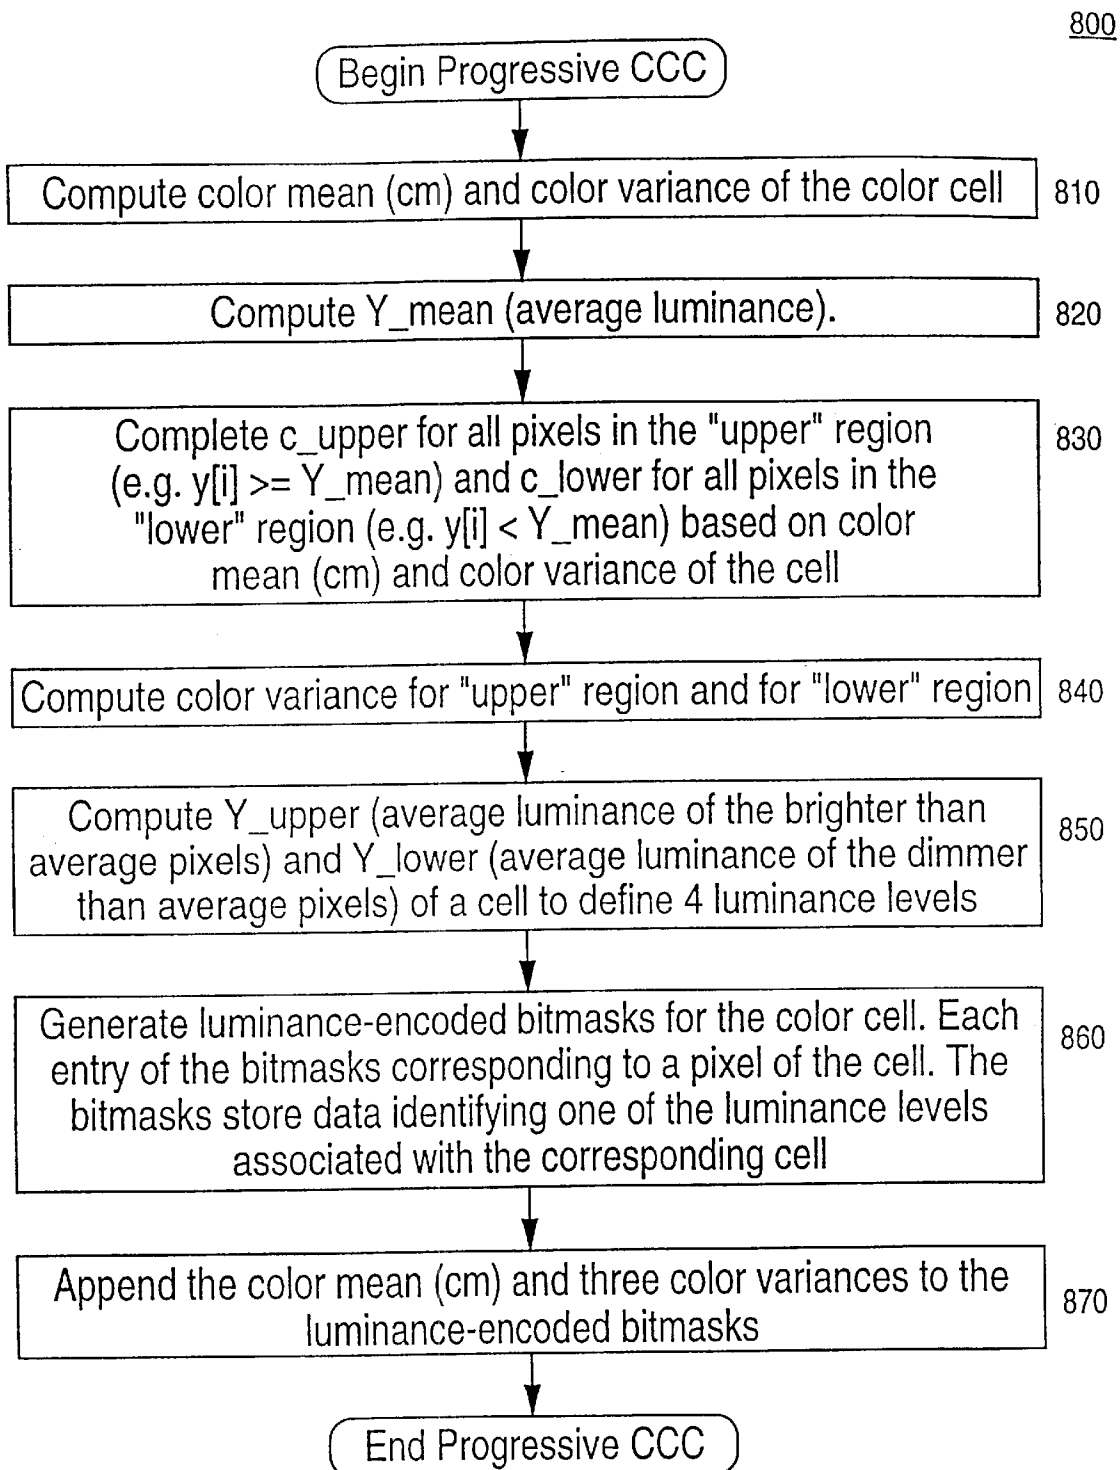 800
Begin Progressive CCC
Compute color mean (cm) and color variance of the color cell
810
Compute Y_mean (average luminance).
820
Complete c_upper for all pixels in the "upper" region
(e.g. y[i] >= Y_mean) and c_lower for all pixels in the
"lower" region (e.g. y[i] < Y_mean) based on color
mean (cm) and color variance of the cell
830
Compute color variance for "upper" region and for "lower" region
840
Compute Y_upper (average luminance of the brighter than
average pixels) and Y_lower (average luminance of the dimmer
than average pixels) of a cell to define 4 luminance levels
850
Generate luminance-encoded bitmasks for the color cell. Each
entry of the bitmasks corresponding to a pixel of the cell. The
bitmasks store data identifying one of the luminance levels
associated with the corresponding cell
860
Append the color mean (cm) and three color variances to the
luminance-encoded bitmasks
870
End Progressive CCC